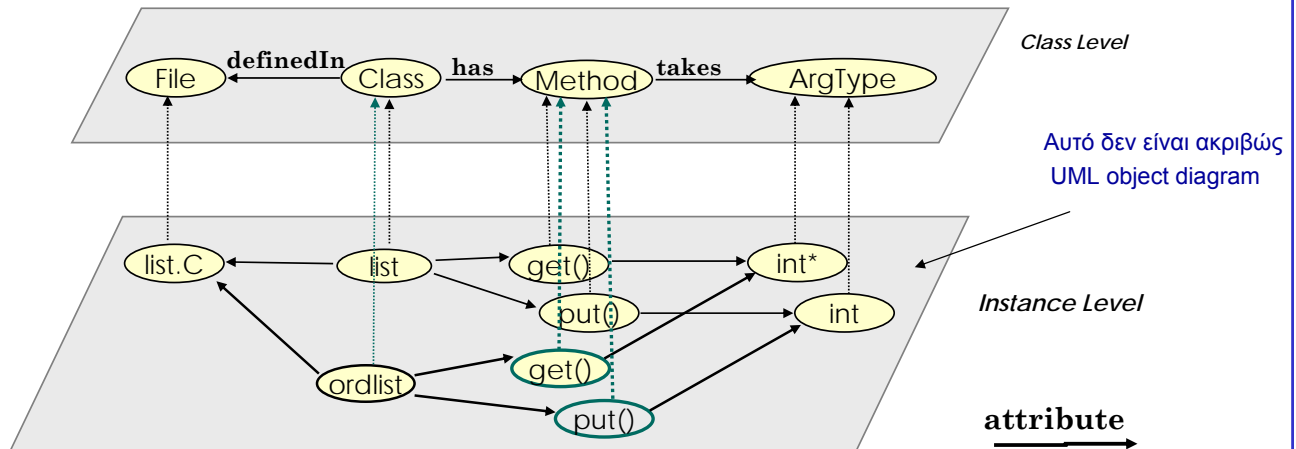 Class Level
definedIn
has
takes
File
Class
Method
ArgType
Αυτό δεν είναι ακριβώς
UML object diagram
list.C
list
get()
int*
put()
int
Instance Level
get()
ordlist
put()
attribute